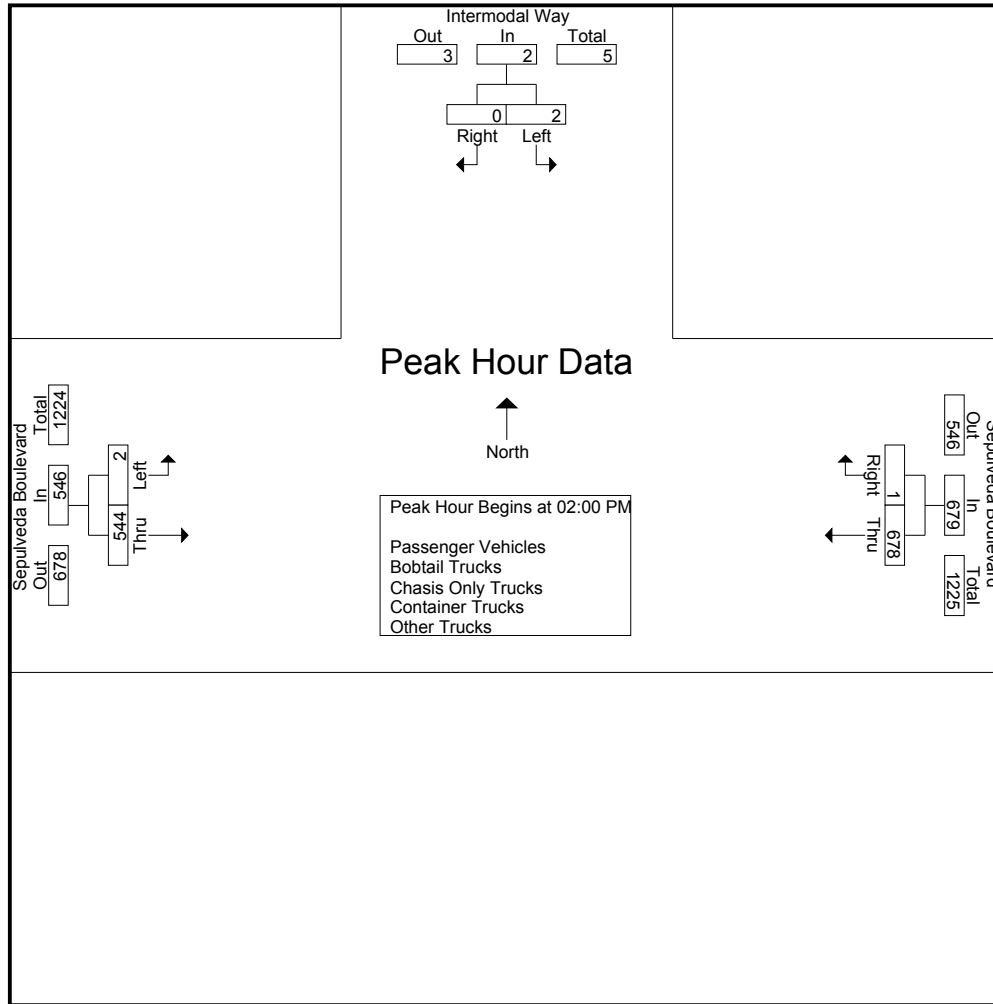 Intermodal Way
Out In Total
3 2 5
0 2
Right Left
Peak Hour Data
North
Peak Hour Begins at 02:00 PM
Passenger Vehicles
Bobtail Trucks
Chasis Only Trucks
Container Trucks
Other Trucks
Sepulveda Boulevard
Total In Out
1224 546 678
2 544
Left Thru
Sepulveda Boulevard
Out In Total
546 679 1225
1 678
Right Thru